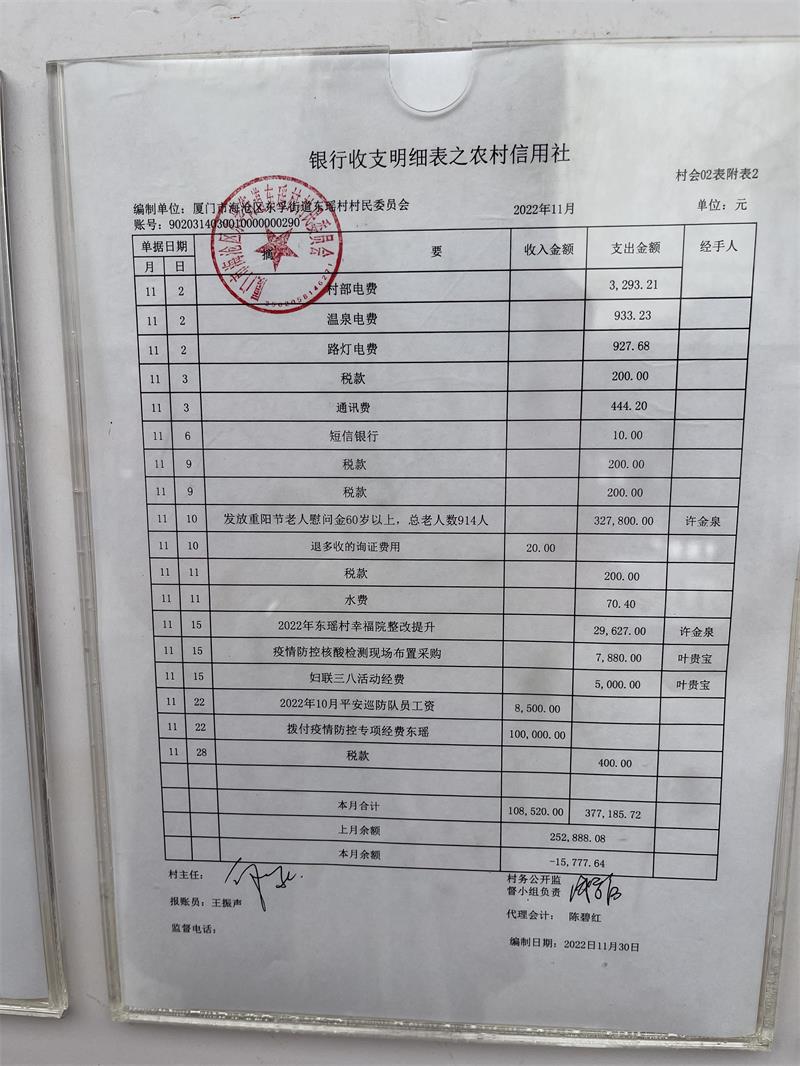 银行收支明细表之农村信用社
村会02表附表2
编制单位：厦门市海沧区东孚街道东瑶村村民委员会 2022年11月 单位：元
账号：9020314030010000000290
单据日期 摘 要 收入金额 支出金额 经手人
月 日
11 2 村部电费 3,293.21
11 2 温泉电费 933.23
11 2 路灯电费 927.68
11 3 税款 200.00
11 3 通讯费 444.20
11 6 短信银行 10.00
11 9 税款 200.00
11 9 税款 200.00
11 10 发放重阳节老人慰问金60岁以上，总老人数914人 327,800.00 许金泉
11 10 退多收的询证费用 20.00
11 11 税款 200.00
11 11 水费 70.40
11 15 2022年东瑶村幸福院整改提升 29,627.00 许金泉
11 15 疫情防控核酸检测现场布置采购 7,880.00 叶贵宝
11 15 妇联三八活动经费 5,000.00 叶贵宝
11 22 2022年10月平安巡防队员工资 8,500.00
11 22 拨付疫情防控专项经费东瑶 100,000.00
11 28 税款 400.00
本月合计 108,520.00 377,185.72
上月余额 252,888.08
本月余额 -15,777.64
村主任： 村务公开监
督小组负责
报账员：王振声 代理会计： 陈碧红
监督电话： 编制日期：2022日11月30日